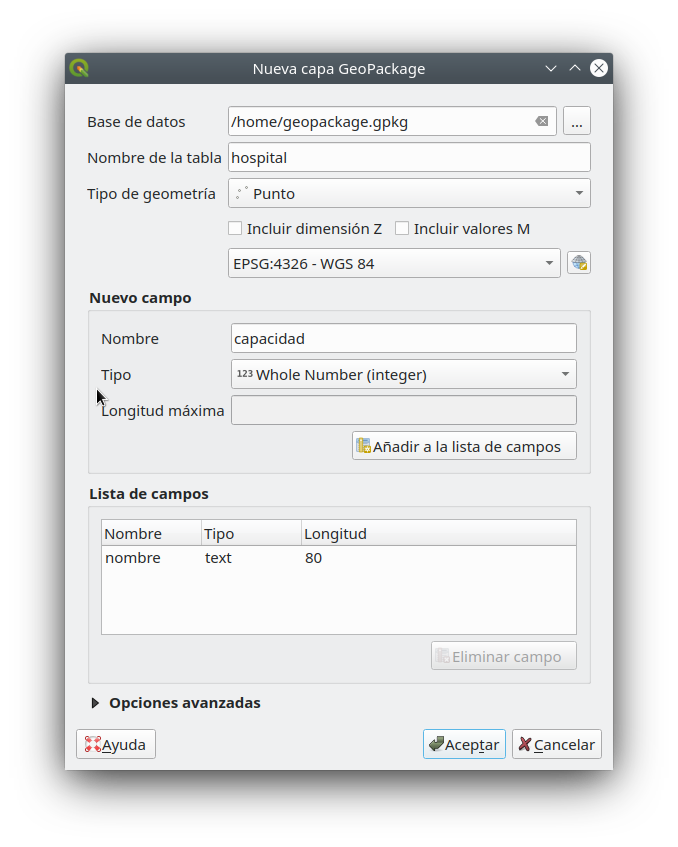 Nueva capa GeoPackage
Base de datos /home/geopackage.gpkg ...
Nombre de la tabla hospital
Tipo de geometría Punto
Incluir dimensión Z Incluir valores M
EPSG:4326 - WGS 84
Nuevo campo
Nombre capacidad
Tipo 123 Whole Number (integer)
Longitud máxima
Añadir a la lista de campos
Lista de campos
Nombre Tipo Longitud
nombre text 80
Eliminar campo
Opciones avanzadas
Ayuda Aceptar Cancelar